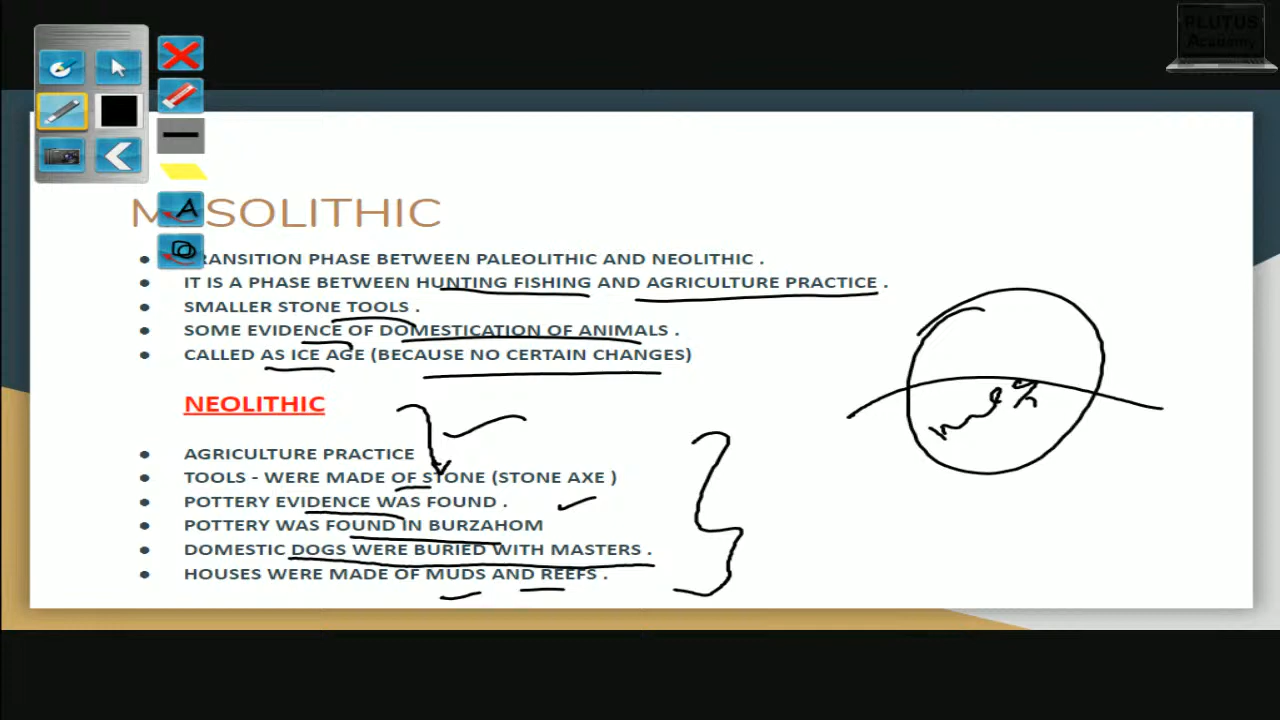 PLUTUS
Academy
MESOLITHIC
TRANSITION PHASE BETWEEN PALEOLITHIC AND NEOLITHIC .
IT IS A PHASE BETWEEN HUNTING FISHING AND AGRICULTURE PRACTICE .
SMALLER STONE TOOLS .
SOME EVIDENCE OF DOMESTICATION OF ANIMALS .
CALLED AS ICE AGE (BECAUSE NO CERTAIN CHANGES)
NEOLITHIC
AGRICULTURE PRACTICE
TOOLS - WERE MADE OF STONE (STONE AXE )
POTTERY EVIDENCE WAS FOUND .
POTTERY WAS FOUND IN BURZAHOM
DOMESTIC DOGS WERE BURIED WITH MASTERS .
HOUSES WERE MADE OF MUDS AND REEFS .